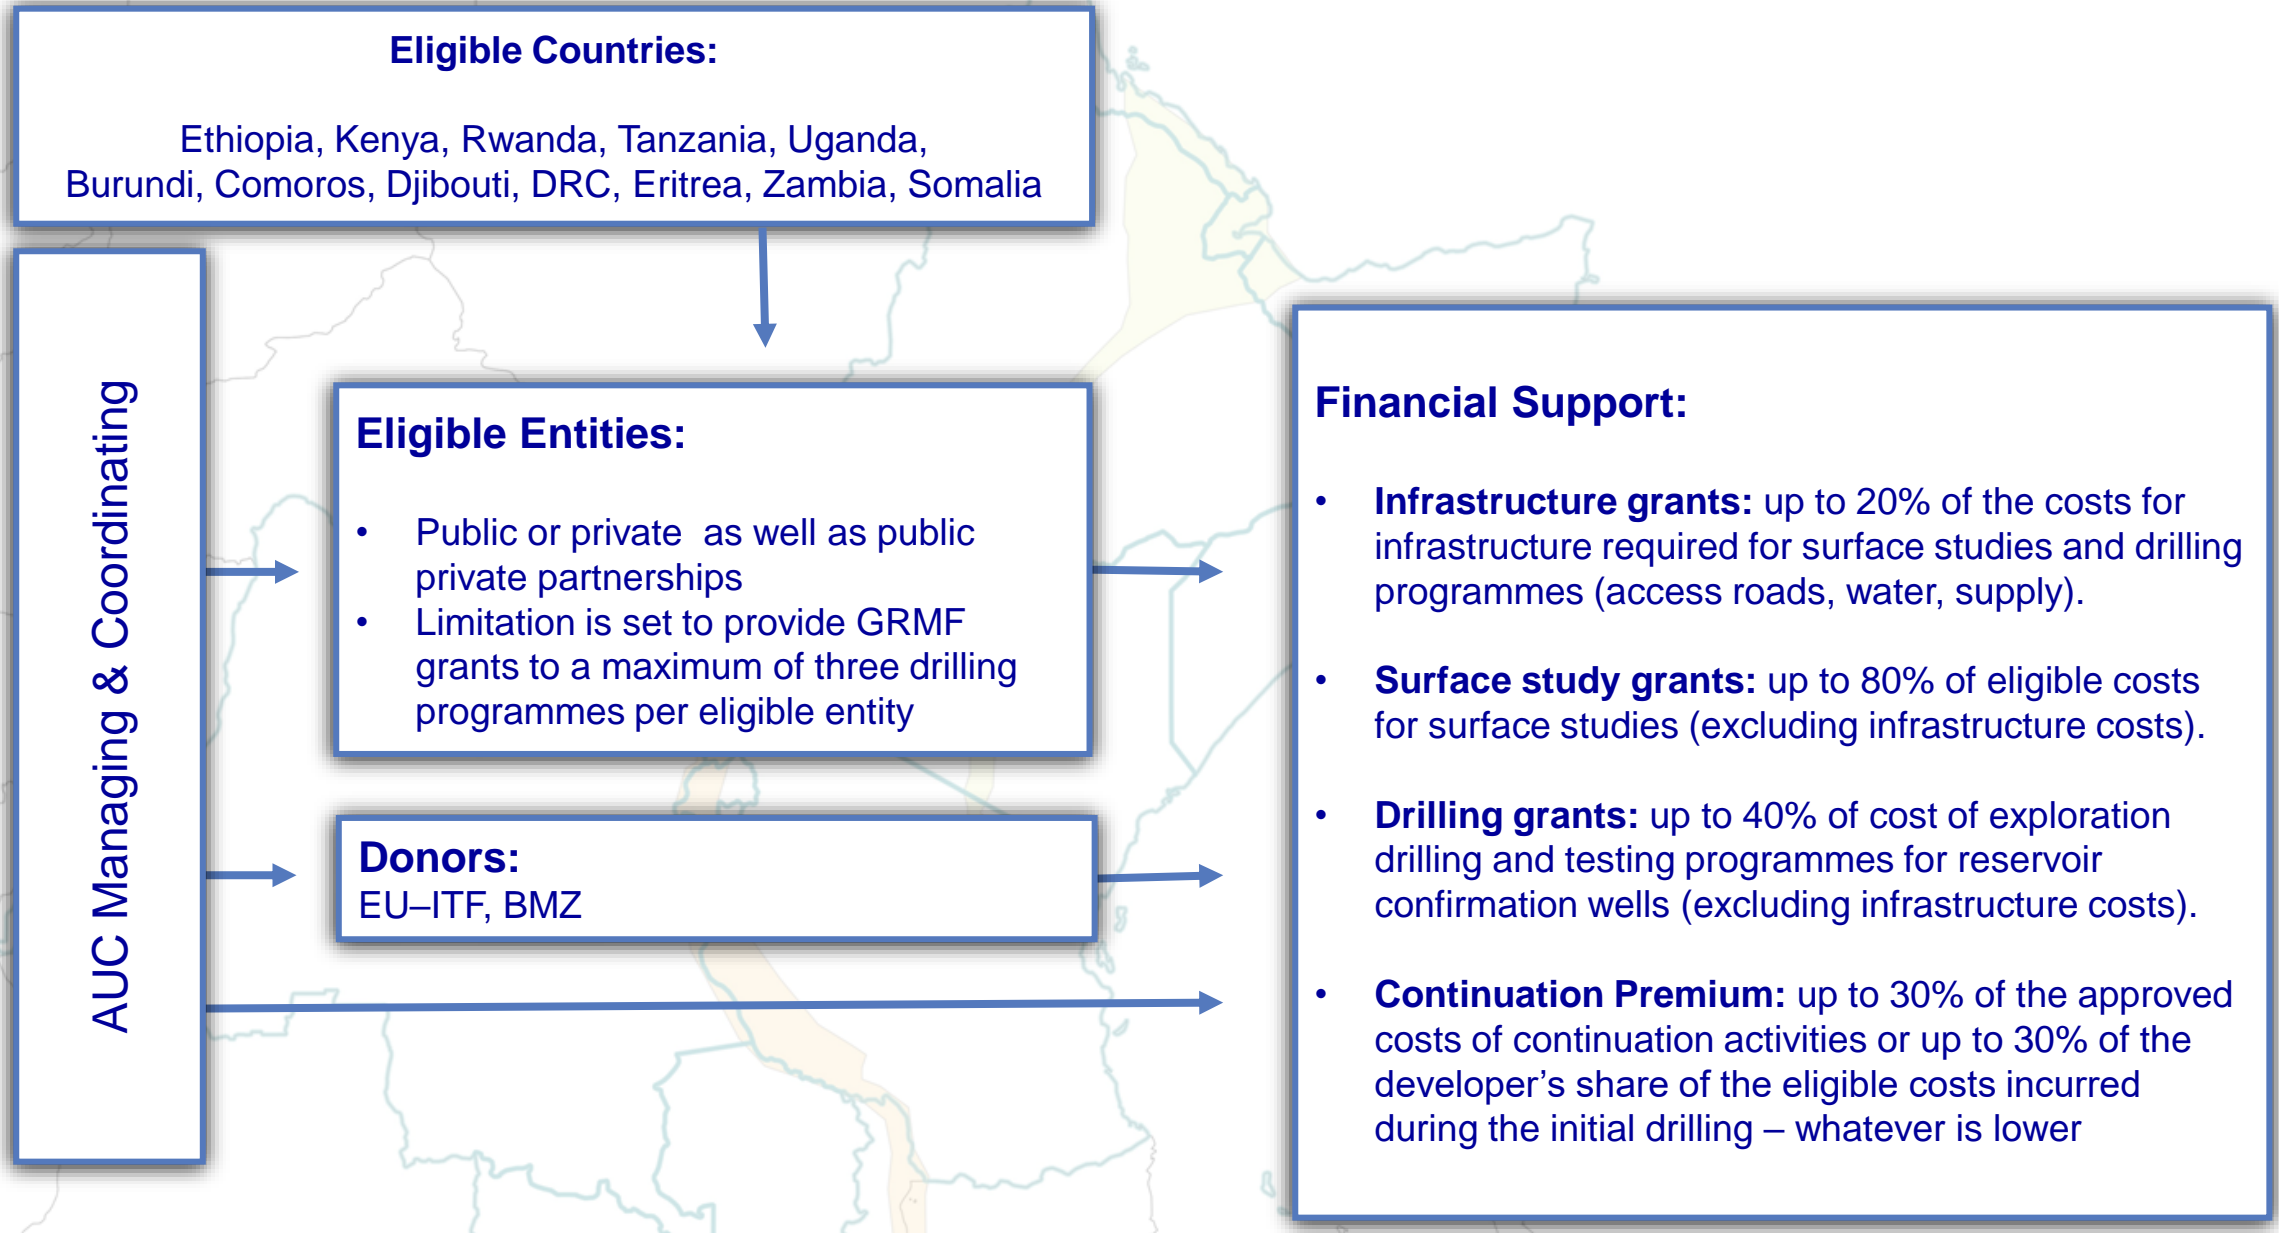 Eligible Countries:
Ethiopia, Kenya, Rwanda, Tanzania, Uganda,
Burundi, Comoros, Djibouti, DRC, Eritrea, Zambia, Somalia
AUC Managing & Coordinating
Eligible Entities:
• Public or private as well as public
private partnerships
• Limitation is set to provide GRMF
grants to a maximum of three drilling
programmes per eligible entity
Donors:
EU–ITF, BMZ
Financial Support:
• Infrastructure grants: up to 20% of the costs for
infrastructure required for surface studies and drilling
programmes (access roads, water, supply).
• Surface study grants: up to 80% of eligible costs
for surface studies (excluding infrastructure costs).
• Drilling grants: up to 40% of cost of exploration
drilling and testing programmes for reservoir
confirmation wells (excluding infrastructure costs).
• Continuation Premium: up to 30% of the approved
costs of continuation activities or up to 30% of the
developer’s share of the eligible costs incurred
during the initial drilling – whatever is lower